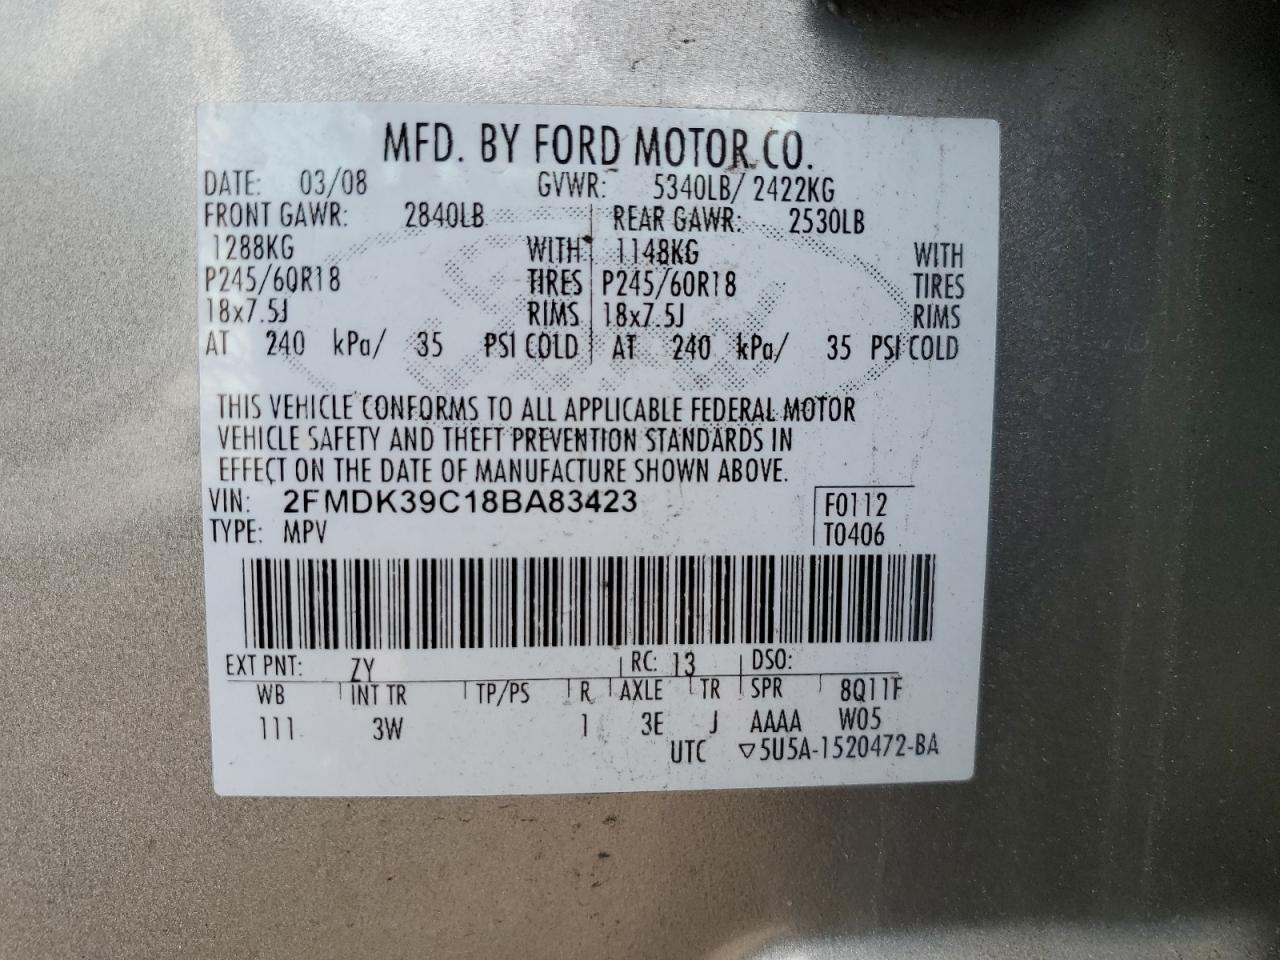 MFD. BY FORD MOTOR CO.
DATE: 03/08 GVWR: 5340LB/ 2422KG
FRONT GAWR: 2840LB REAR GAWR: 2530LB
1288KG WITH 1148KG WITH
P245/60R18 TIRES P245/60R18 TIRES
18x7.5J RIMS 18x7.5J RIMS
AT 240 kPa/ 35 PSI COLD AT 240 kPa/ 35 PSI COLD
THIS VEHICLE CONFORMS TO ALL APPLICABLE FEDERAL MOTOR
VEHICLE SAFETY AND THEFT PREVENTION STANDARDS IN
EFFECT ON THE DATE OF MANUFACTURE SHOWN ABOVE.
VIN: 2FMDK39C18BA83423 F0112
TYPE: MPV T0406
EXT PNT: ZY RC: 13 DSO:
WB INT TR TP/PS R AXLE TR SPR 8Q11F
111 3W 1 3E J AAAA W05
UTC ▽5U5A-1520472-BA